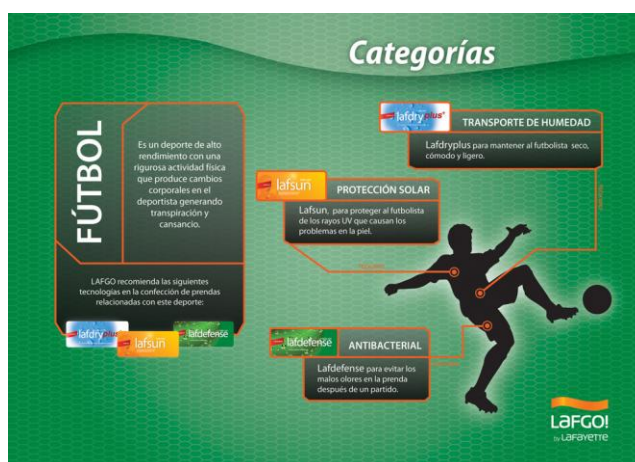 Categorías
FÚTBOL
Es un deporte de alto
rendimiento con una
rigurosa actividad física
que produce cambios
corporales en el
deportista generando
transpiración y
cansancio.
LAFGO recomienda las siguientes
tecnologías en la confección de prendas
relacionadas con este deporte:
lafdryplus
lafsun
lafdefense
lafdryplus®
TRANSPORTE DE HUMEDAD
Lafdryplus para mantener al futbolista seco,
cómodo y ligero.
lafsun
PROTECCIÓN SOLAR
Lafsun, para proteger al futbolista
de los rayos UV que causan los
problemas en la piel.
lafdefense
ANTIBACTERIAL
Lafdefense para evitar los
malos olores en la prenda
después de un partido.
LAFGO!
by LAFAYETTE